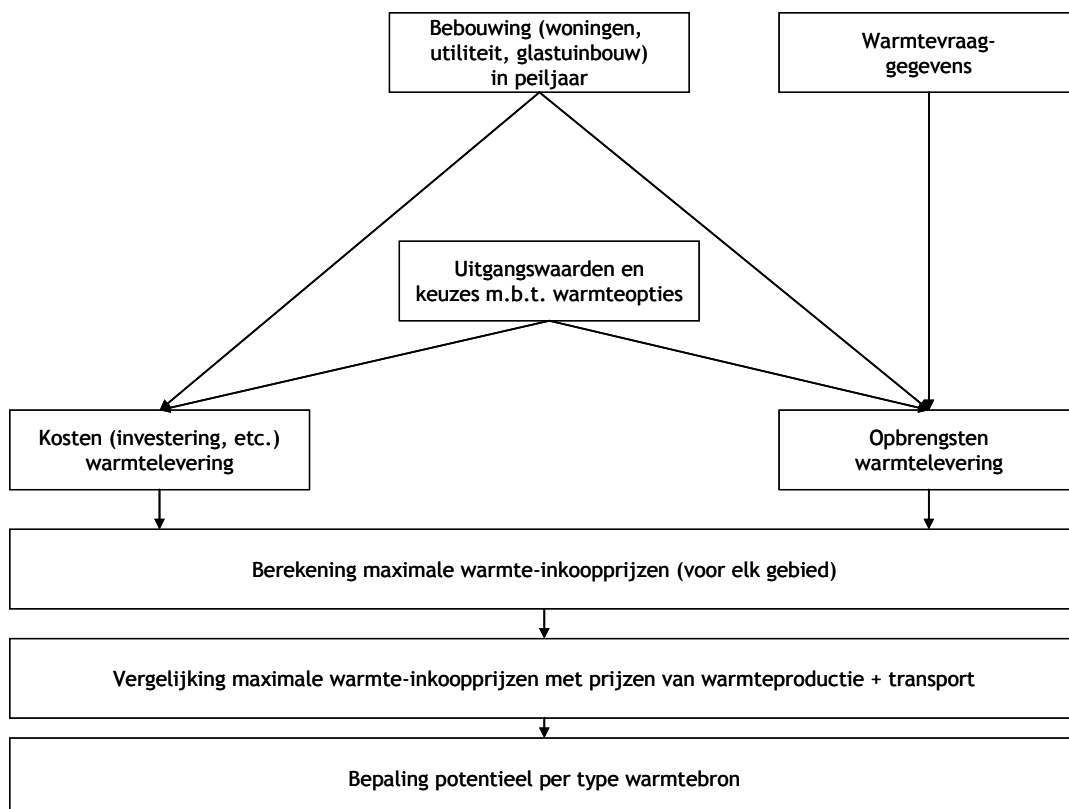 Bebouwing (woningen,
utiliteit, glastuinbouw)
in peiljaar
Warmtevraag-
gegevens
Uitgangswaarden en
keuzes m.b.t. warmteopties
Kosten (investering, etc.)
warmtelevering
Opbrengsten
warmtelevering
Berekening maximale warmte-inkoopprijzen (voor elk gebied)
Vergelijking maximale warmte-inkoopprijzen met prijzen van warmteproductie + transport
Bepaling potentieel per type warmtebron